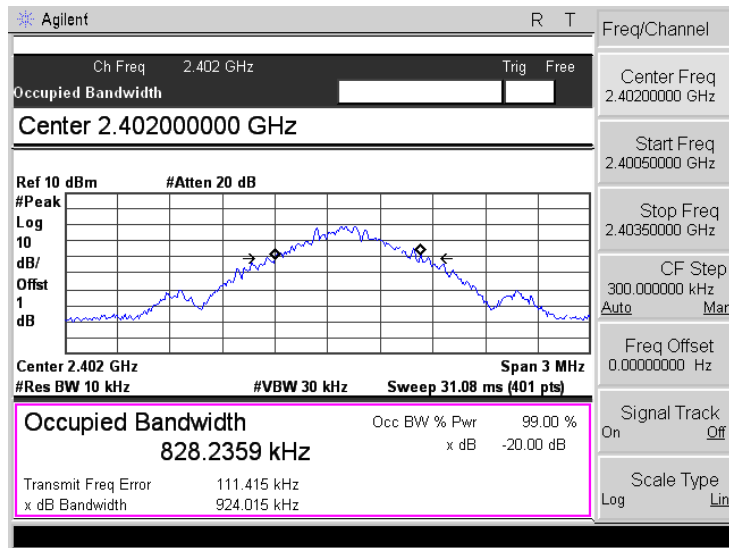 Agilent R T
Ch Freq 2.402 GHz Trig Free
Occupied Bandwidth
Center 2.402000000 GHz
Ref 10 dBm #Atten 20 dB
#Peak
Log
10
dB/
Offst
1
dB
Center 2.402 GHz Span 3 MHz
#Res BW 10 kHz #VBW 30 kHz Sweep 31.08 ms (401 pts)
Occupied Bandwidth Occ BW % Pwr 99.00 %
828.2359 kHz x dB -20.00 dB
Transmit Freq Error 111.415 kHz
x dB Bandwidth 924.015 kHz
Freq/Channel
Center Freq
2.40200000 GHz
Start Freq
2.40050000 GHz
Stop Freq
2.40350000 GHz
CF Step
300.000000 kHz
Auto Mar
Freq Offset
0.00000000 Hz
Signal Track
On Off
Scale Type
Log Lin